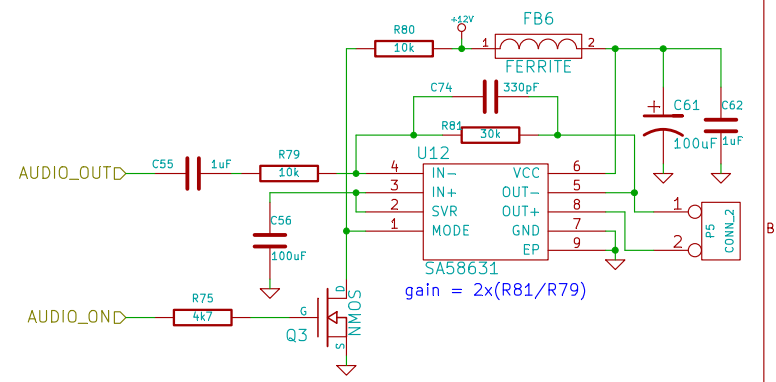 +12V
FB6
R80
10k
1
2
FERRITE
C74
330pF
C61
100uF
C62
1uF
R81
30k
U12
AUDIO_OUT
C55
1uF
R79
10k
4
IN-
VCC
6
3
IN+
OUT-
5
2
SVR
OUT+
8
1
MODE
GND
7
EP
9
SA58631
gain = 2x(R81/R79)
C56
100uF
1
2
P5
CONN_2
B
AUDIO_ON
R75
4k7
G
D
S
Q3
NMOS